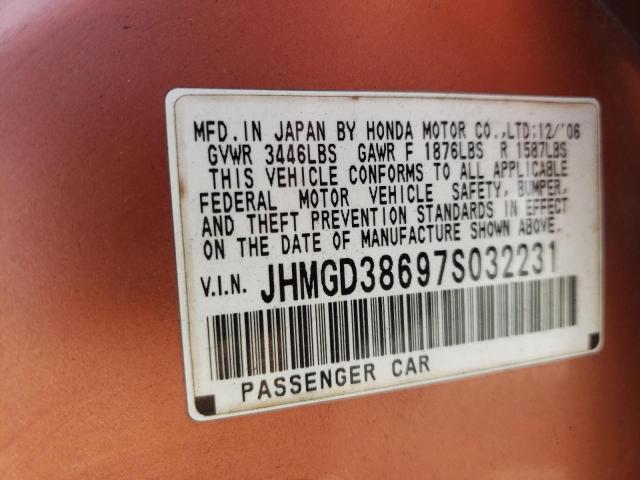 MFD. IN JAPAN BY HONDA MOTOR CO.,LTD:12/'06
GVWR 3446LBS GAWR F 1876LBS R 1587LBS
THIS VEHICLE CONFORMS TO ALL APPLICABLE
FEDERAL MOTOR VEHICLE SAFETY, BUMPER,
AND THEFT PREVENTION STANDARDS IN EFFECT
ON THE DATE OF MANUFACTURE SHOWN ABOVE.
V.I.N. JHMGD38697S032231
PASSENGER CAR